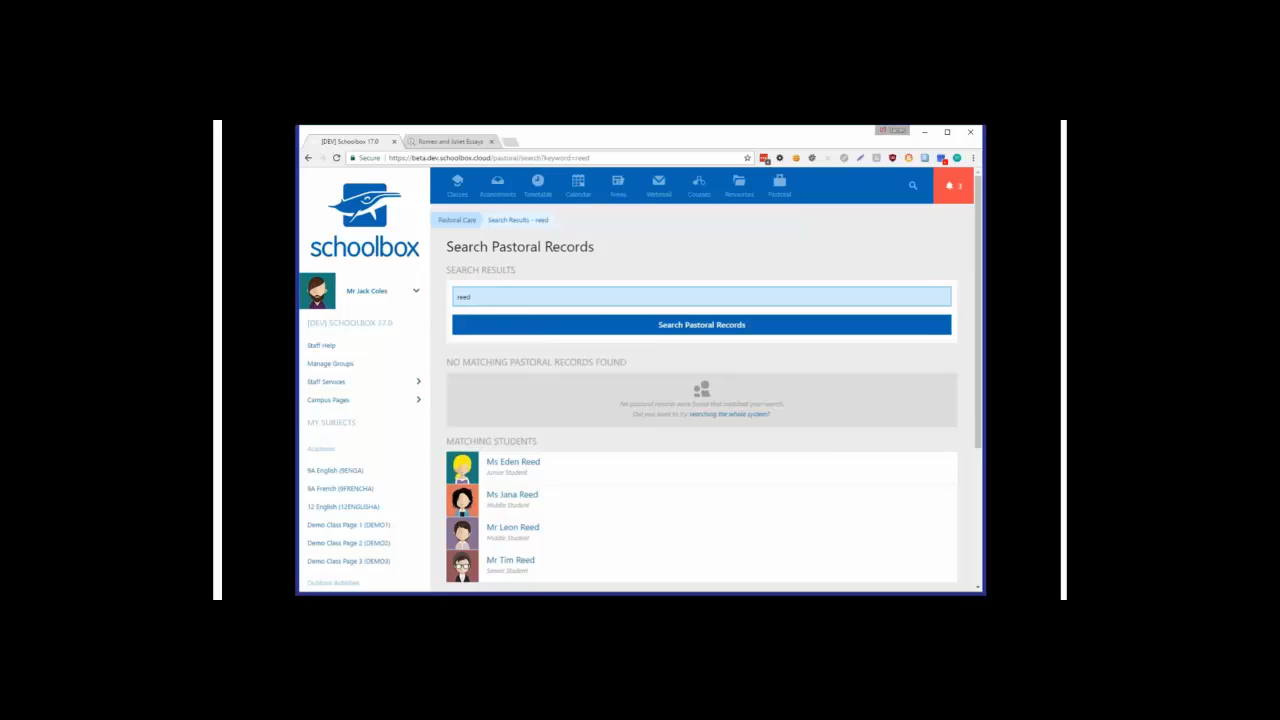 [DEV] Schoolbox 17.0
Romeo and Juliet Essays
Secure
https://beta.dev.schoolbox.cloud/pastoral/search?keyword=reed
schoolbox
Mr Jack Coles
[DEV] SCHOOLBOX 17.0
Staff Help
Manage Groups
Staff Services
Campus Pages
MY SUBJECTS
Academic
9A English (9ENGA)
9A French (9FRENCHA)
12 English (12ENGLISHA)
Demo Class Page 1 (DEMO1)
Demo Class Page 2 (DEMO2)
Demo Class Page 3 (DEMO3)
Outdoor Activities
Classes Assessments Timetable Calendar News Webmail Courses Resources Pastoral
3
Pastoral Care
Search Results - reed
Search Pastoral Records
SEARCH RESULTS
reed
Search Pastoral Records
NO MATCHING PASTORAL RECORDS FOUND
No pastoral records were found that matched your search.
Did you want to try searching the whole system?
MATCHING STUDENTS
Ms Eden Reed
Junior Student
Ms Jana Reed
Middle Student
Mr Leon Reed
Middle Student
Mr Tim Reed
Senior Student